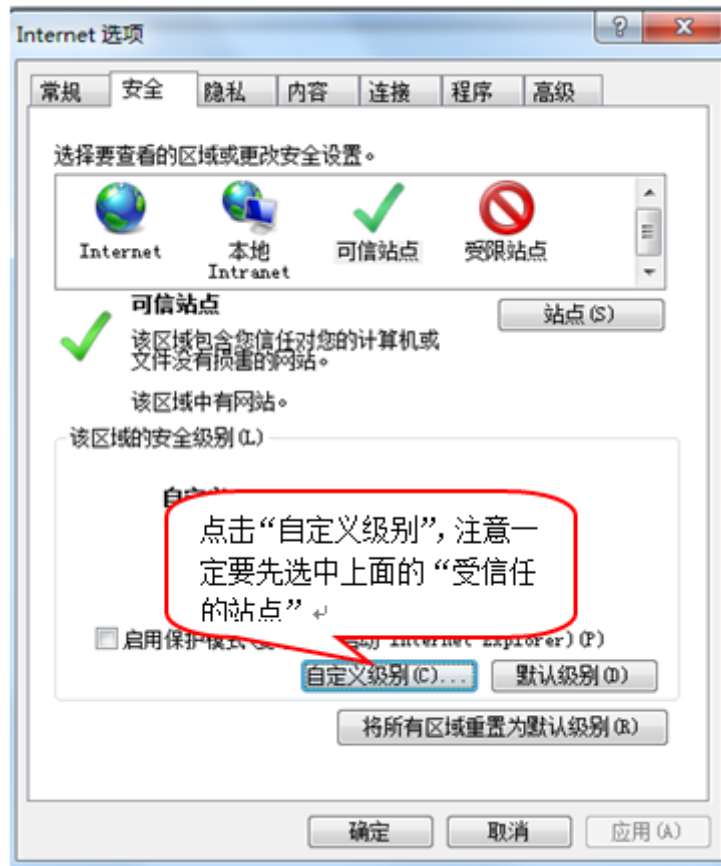 Internet 选项
常规 安全 隐私 内容 连接 程序 高级
选择要查看的区域或更改安全设置。
Internet 本地 可信站点 受限站点
Intranet
可信站点
站点(S)
该区域包含您信任对您的计算机或
文件没有损害的网站。
该区域中有网站。
该区域的安全级别(L)
点击“自定义级别”，注意一
定要先选中上面的“受信任
的站点”
启用保护模式 Internet Explorer)(P)
自定义级别(C)... 默认级别(D)
将所有区域重置为默认级别(R)
确定 取消 应用(A)